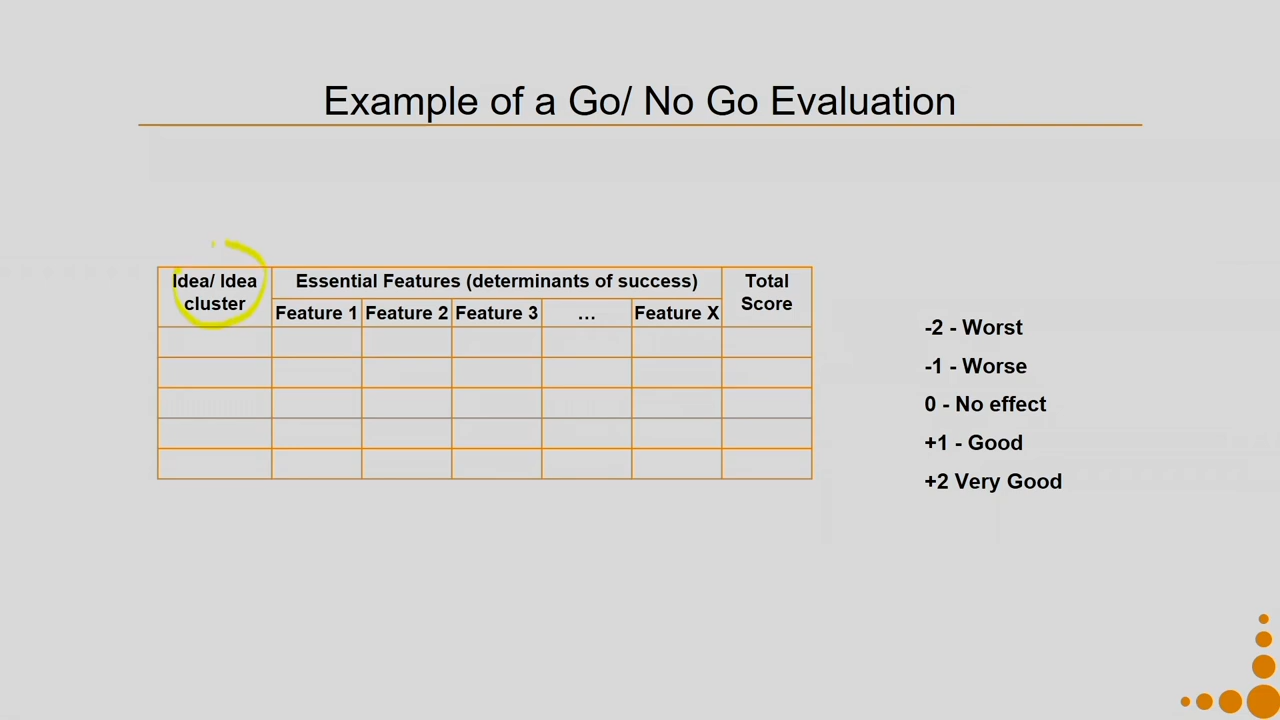 Example of a Go/ No Go Evaluation
Idea/ Idea
cluster
Essential Features (determinants of success)
Total
Score
Feature 1
Feature 2
Feature 3
...
Feature X
-2 - Worst
-1 - Worse
0 - No effect
+1 - Good
+2 Very Good